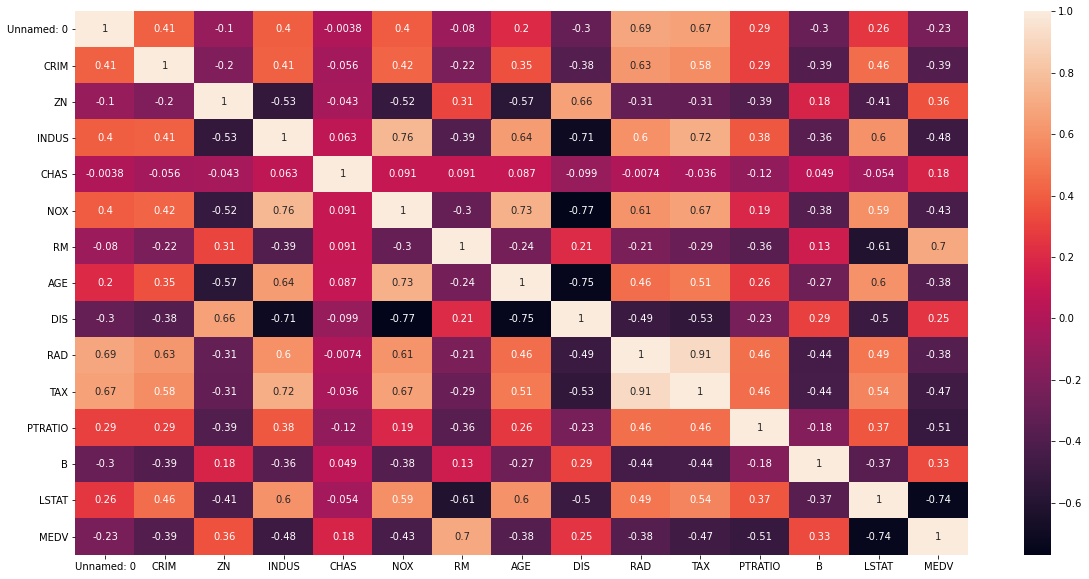 Unnamed: 0 1 0.41 -0.1 0.4 -0.0038 0.4 -0.08 0.2 -0.3 0.69 0.67 0.29 -0.3 0.26 -0.23
CRIM 0.41 1 -0.2 0.41 -0.056 0.42 -0.22 0.35 -0.38 0.63 0.58 0.29 -0.39 0.46 -0.39
ZN -0.1 -0.2 1 -0.53 -0.043 -0.52 0.31 -0.57 0.66 -0.31 -0.31 -0.39 0.18 -0.41 0.36
INDUS 0.4 0.41 -0.53 1 0.063 0.76 -0.39 0.64 -0.71 0.6 0.72 0.38 -0.36 0.6 -0.48
CHAS -0.0038 -0.056 -0.043 0.063 1 0.091 0.091 0.087 -0.099 -0.0074 -0.036 -0.12 0.049 -0.054 0.18
NOX 0.4 0.42 -0.52 0.76 0.091 1 -0.3 0.73 -0.77 0.61 0.67 0.19 -0.38 0.59 -0.43
RM -0.08 -0.22 0.31 -0.39 0.091 -0.3 1 -0.24 0.21 -0.21 -0.29 -0.36 0.13 -0.61 0.7
AGE 0.2 0.35 -0.57 0.64 0.087 0.73 -0.24 1 -0.75 0.46 0.51 0.26 -0.27 0.6 -0.38
DIS -0.3 -0.38 0.66 -0.71 -0.099 -0.77 0.21 -0.75 1 -0.49 -0.53 -0.23 0.29 -0.5 0.25
RAD 0.69 0.63 -0.31 0.6 -0.0074 0.61 -0.21 0.46 -0.49 1 0.91 0.46 -0.44 0.49 -0.38
TAX 0.67 0.58 -0.31 0.72 -0.036 0.67 -0.29 0.51 -0.53 0.91 1 0.46 -0.44 0.54 -0.47
PTRATIO 0.29 0.29 -0.39 0.38 -0.12 0.19 -0.36 0.26 -0.23 0.46 0.46 1 -0.18 0.37 -0.51
B -0.3 -0.39 0.18 -0.36 0.049 -0.38 0.13 -0.27 0.29 -0.44 -0.44 -0.18 1 -0.37 0.33
LSTAT 0.26 0.46 -0.41 0.6 -0.054 0.59 -0.61 0.6 -0.5 0.49 0.54 0.37 -0.37 1 -0.74
MEDV -0.23 -0.39 0.36 -0.48 0.18 -0.43 0.7 -0.38 0.25 -0.38 -0.47 -0.51 0.33 -0.74 1
Unnamed: 0 CRIM ZN INDUS CHAS NOX RM AGE DIS RAD TAX PTRATIO B LSTAT MEDV
1.0
0.8
0.6
0.4
0.2
0.0
-0.2
-0.4
-0.6